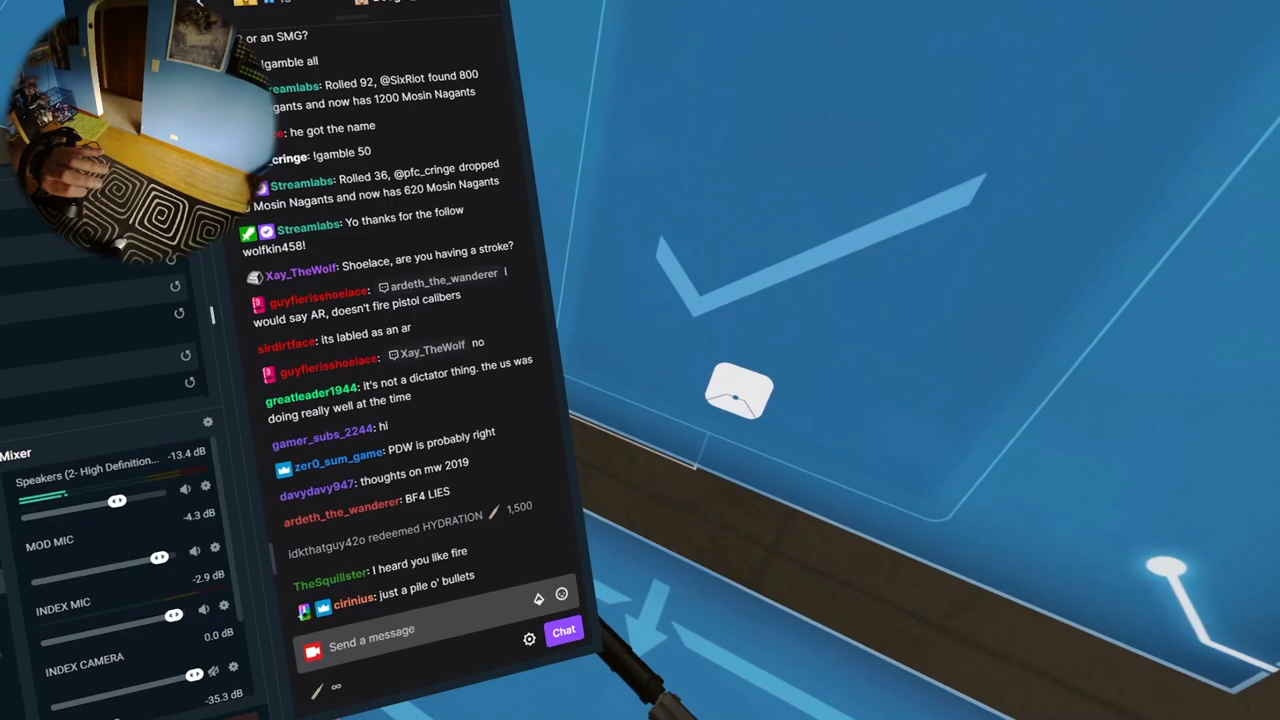 or an SMG?
!gamble all
Rolled 92, @SixRiot found 800
and now has 1200 Mosin Nagants
he got the name
!gamble 50
Streamlabs: Rolled 36, @pfc_cringe dropped
Mosin Nagants and now has 620 Mosin Nagants
Streamlabs: Yo thanks for the follow
wolfkin458!
Xay_TheWolf: Shoelace, are you having a stroke?
guyfierisshoelace: ardeth_the_wanderer i
would say AR, doesn't fire pistol calibers
sirdirtface: its labled as an ar
guyfierisshoelace: Xay_TheWolf no
greatleader1944: it's not a dictator thing. the us was
doing really well at the time
gamer_subs_2244: hi
zer0_sum_game: PDW is probably right
davydavy947: thoughts on mw 2019
ardeth_the_wanderer: BF4 LIES
idkthatguy42o redeemed HYDRATION 1,500
TheSquillster: I heard you like fire
cirinius: just a pile o' bullets
Send a message
Chat
∞
Mixer
Speakers (2- High Definition... -13.4 dB
MOD MIC -4.3 dB
INDEX MIC -2.9 dB
INDEX CAMERA 0.0 dB
-35.3 dB